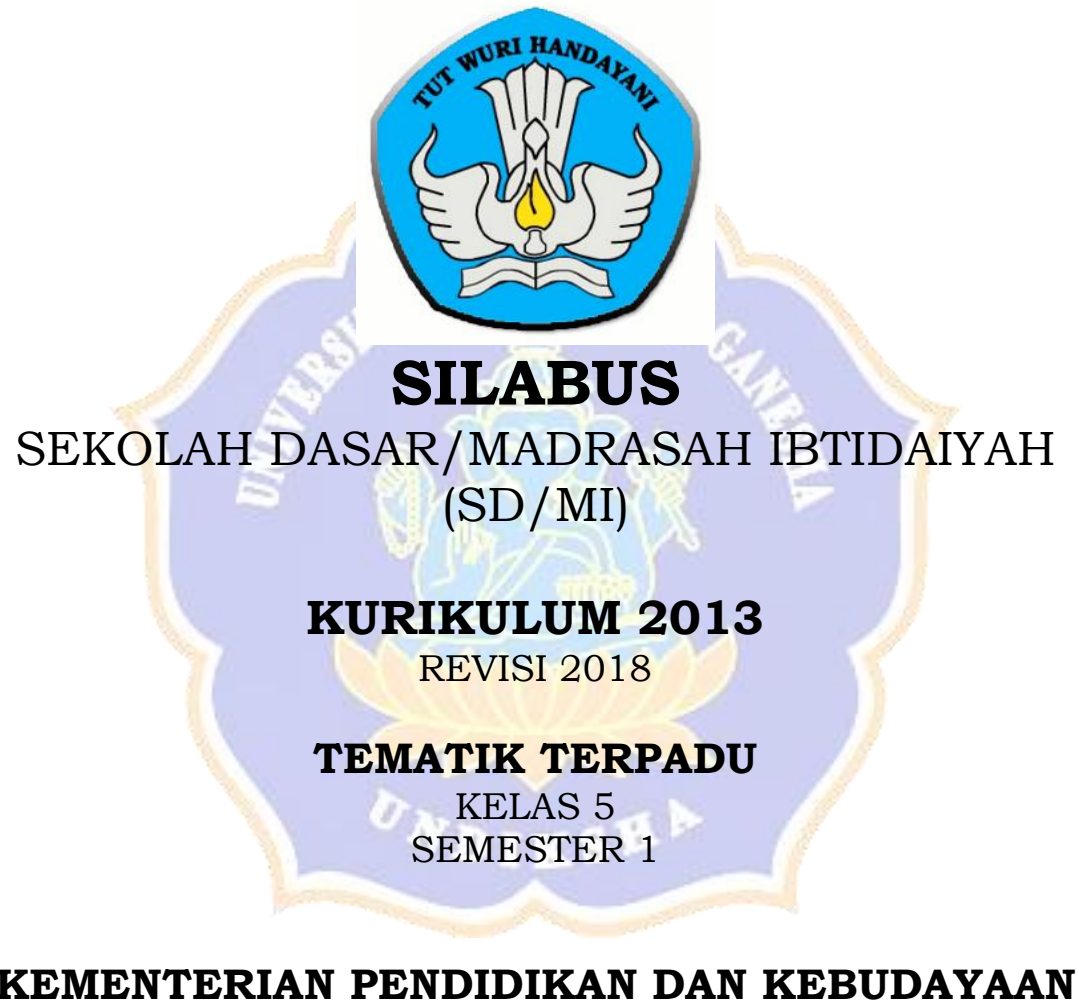 TUT WURI HANDAYANI
SILABUS
SEKOLAH DASAR/MADRASAH IBTIDAIYAH
(SD/MI)
KURIKULUM 2013
REVISI 2018
TEMATIK TERPADU
KELAS 5
SEMESTER 1
UNDIKSHA
KEMENTERIAN PENDIDIKAN DAN KEBUDAYAAN